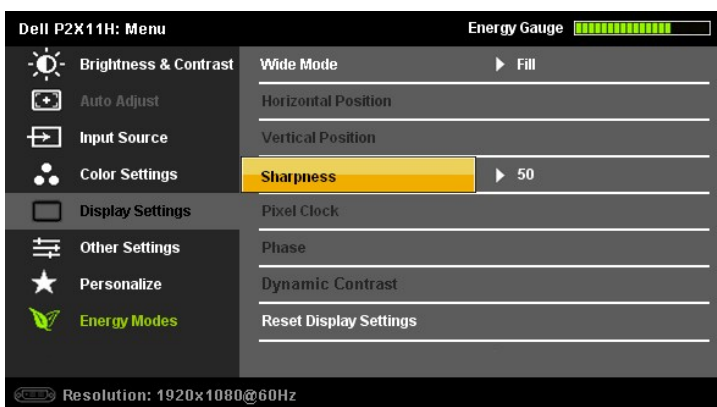 Dell P2X11H: Menu Energy Gauge
Brightness & Contrast Wide Mode Fill
Auto Adjust Horizontal Position
Input Source Vertical Position
Color Settings Sharpness 50
Display Settings Pixel Clock
Other Settings Phase
Personalize Dynamic Contrast
Energy Modes Reset Display Settings
Resolution: 1920x1080@60Hz